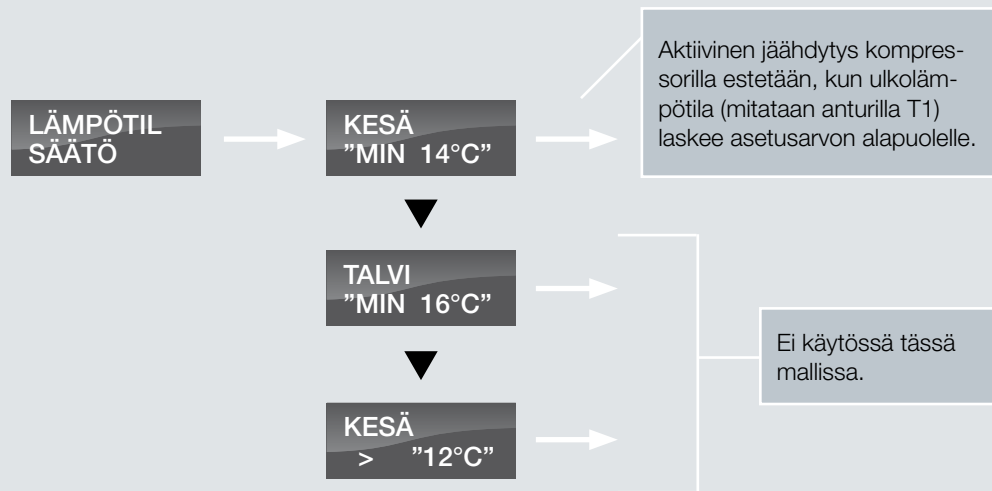 LÄMPÖTIL
SÄÄTÖ
KESÄ
”MIN 14°C”
Aktiivinen jäähdytys kompres-
sorilla estetään, kun ulkoläm-
pötila (mitataan anturilla T1)
laskee asetusarvon alapuolelle.
TALVI
”MIN 16°C”
Ei käytössä tässä
mallissa.
KESÄ
> ”12°C”